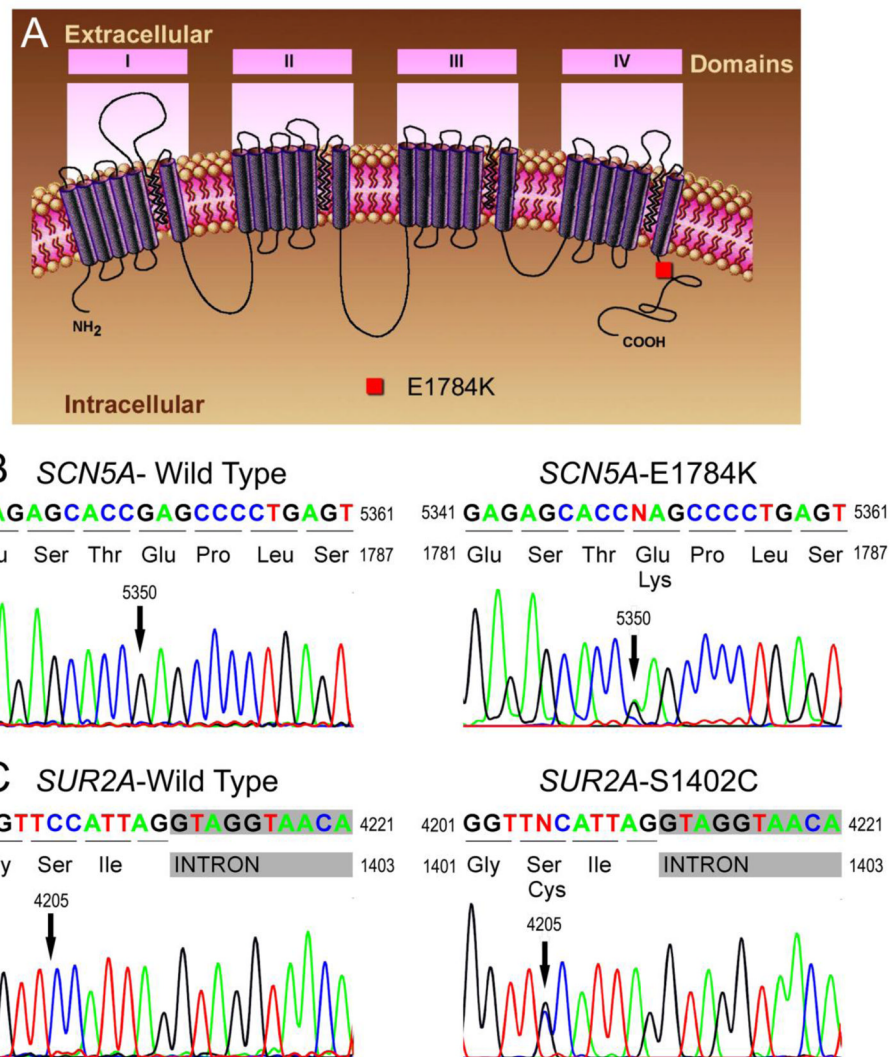 A
Extracellular
I II III IV
Domains
NH2
COOH
E1784K
Intracellular
SCN5A- Wild Type
GAGCACCGAGCCCCTGAGT 5361
Ser Thr Glu Pro Leu Ser 1787
5350
SCN5A-E1784K
5341 GAGAGCACCNAGCCCCTGAGT 5361
1781 Glu Ser Thr Glu Pro Leu Ser 1787
Lys
5350
C
SUR2A-Wild Type
GTTCCATTAGGTAGGTAACA 4221
Ser Ile INTRON 1403
4205
SUR2A-S1402C
4201 GGTTNCATTAGGTAGGTAACA 4221
1401 Gly Ser Ile INTRON 1403
Cys
4205